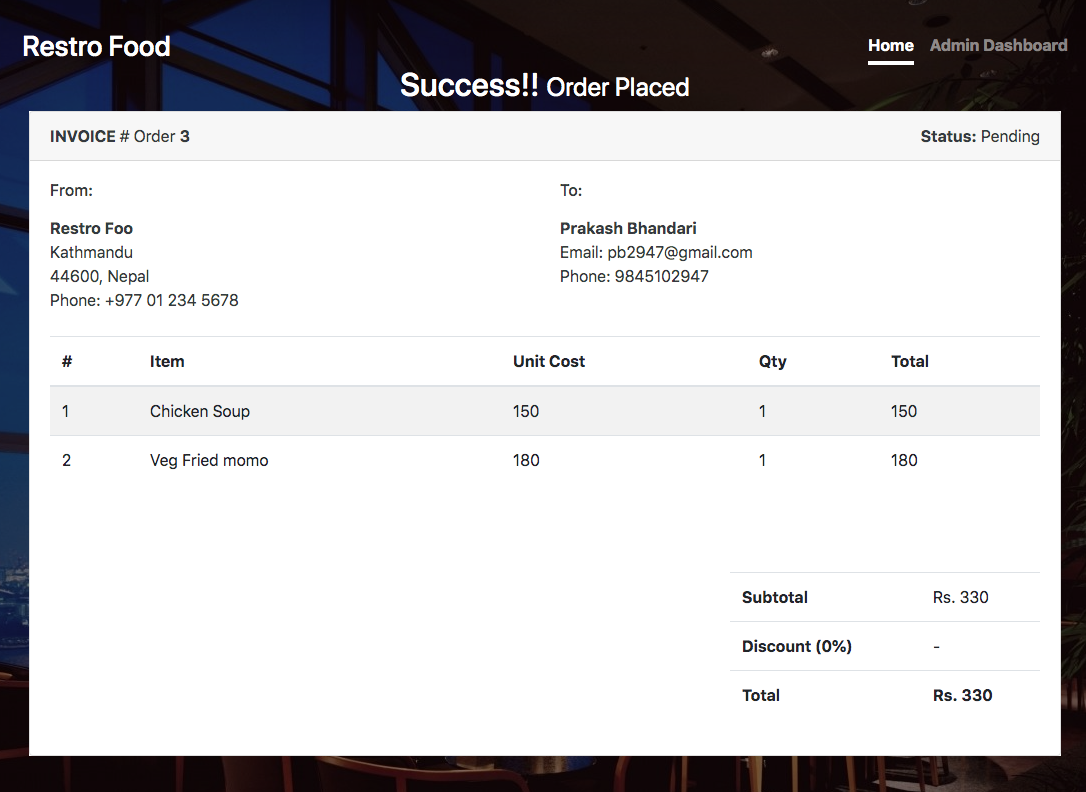 Restro Food
Home Admin Dashboard
Success!! Order Placed
INVOICE # Order 3
Status: Pending
From:
Restro Foo
Kathmandu
44600, Nepal
Phone: +977 01 234 5678
To:
Prakash Bhandari
Email: pb2947@gmail.com
Phone: 9845102947
# Item Unit Cost Qty Total
1 Chicken Soup 150 1 150
2 Veg Fried momo 180 1 180
Subtotal Rs. 330
Discount (0%) -
Total Rs. 330